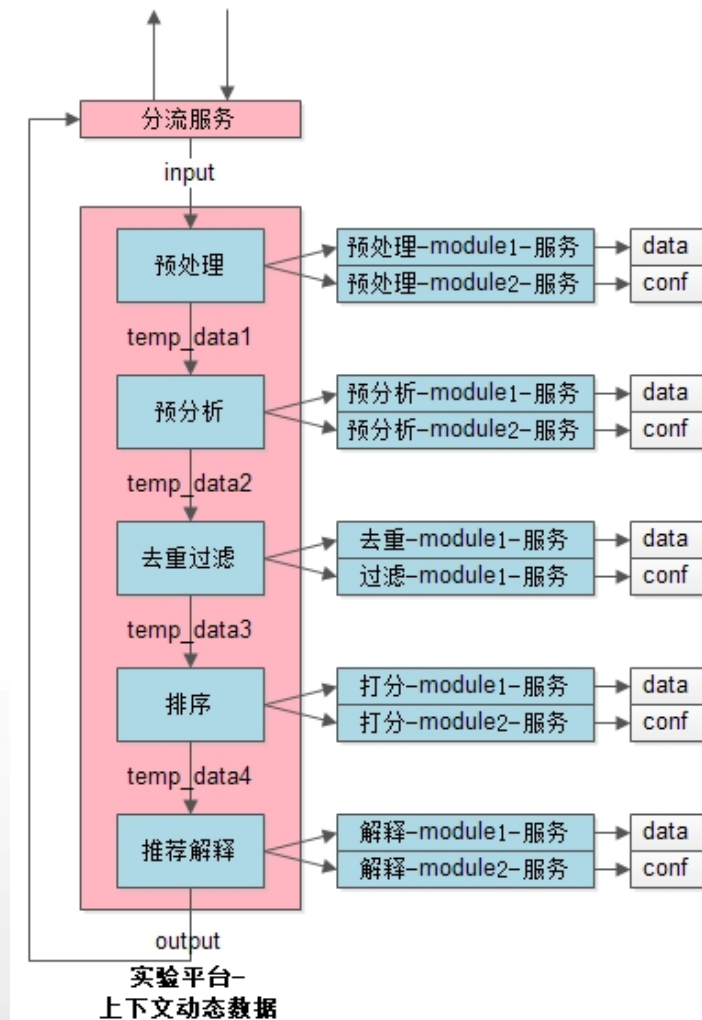 分流服务
input
预处理
预处理-module1-服务
data
预处理-module2-服务
conf
temp_data1
预分析
预分析-module1-服务
data
预分析-module2-服务
conf
temp_data2
去重过滤
去重-module1-服务
data
过滤-module1-服务
conf
temp_data3
排序
打分-module1-服务
data
打分-module2-服务
conf
temp_data4
推荐解释
解释-module1-服务
data
解释-module2-服务
conf
output
实验平台-
上下文动态数据